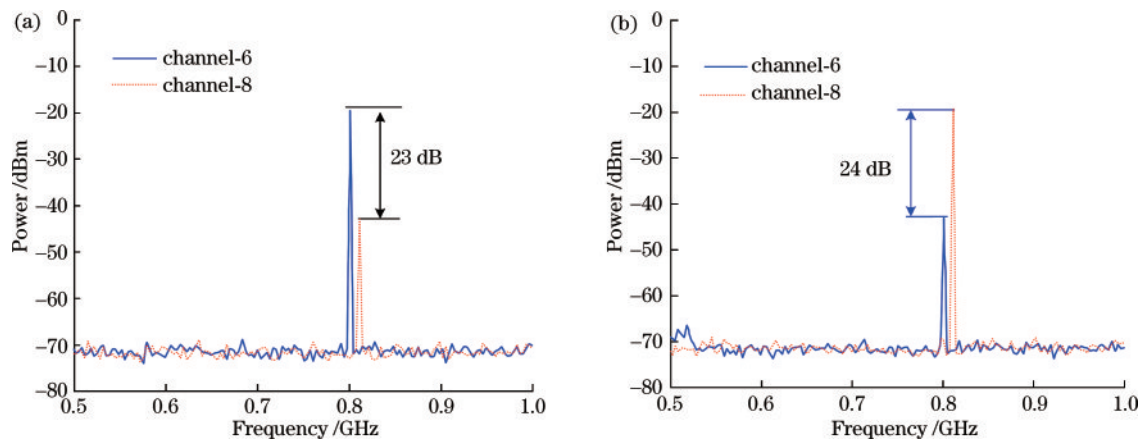 (a)
0
−10
−20
−30
−40
−50
−60
−70
−80
Power /dBm
channel-6
channel-8
23 dB
0.5 0.6 0.7 0.8 0.9 1.0
Frequency /GHz
(b)
0
−10
−20
−30
−40
−50
−60
−70
−80
Power /dBm
channel-6
channel-8
24 dB
0.5 0.6 0.7 0.8 0.9 1.0
Frequency /GHz